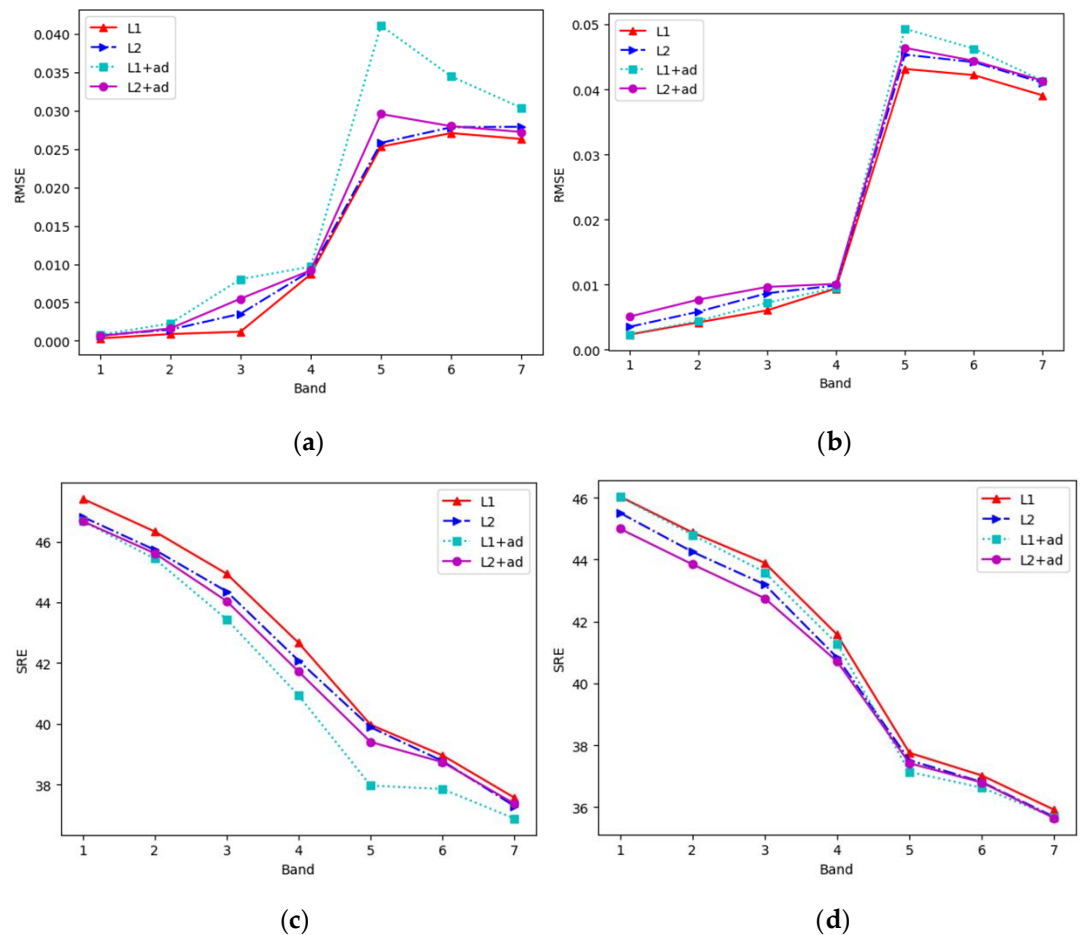 0.040
0.035
0.030
0.025
0.020
0.015
0.010
0.005
0.000
RMSE
L1
L2
L1+ad
L2+ad
1 2 3 4 5 6 7
Band
(a)
0.05
0.04
0.03
0.02
0.01
0.00
RMSE
L1
L2
L1+ad
L2+ad
1 2 3 4 5 6 7
Band
(b)
46
44
42
40
38
SRE
L1
L2
L1+ad
L2+ad
1 2 3 4 5 6 7
Band
(c)
46
44
42
40
38
36
SRE
L1
L2
L1+ad
L2+ad
1 2 3 4 5 6 7
Band
(d)